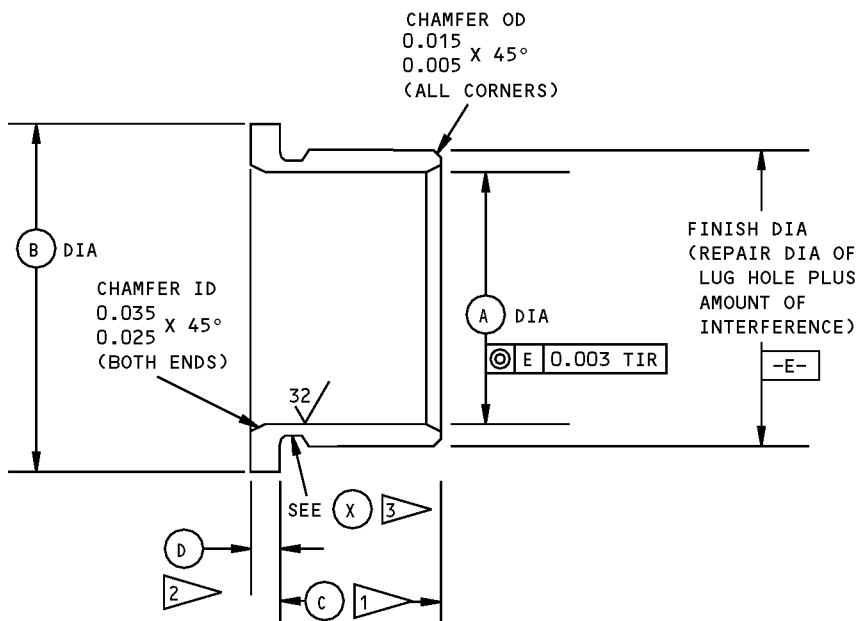 CHAMFER OD
0.015
0.005 X 45°
(ALL CORNERS)
B DIA
CHAMFER ID
0.035
0.025 X 45°
(BOTH ENDS)
32
A DIA
◎ E 0.003 TIR
FINISH DIA
(REPAIR DIA OF
LUG HOLE PLUS
AMOUNT OF
INTERFERENCE)
-E-
SEE X 3
D
2
C 1